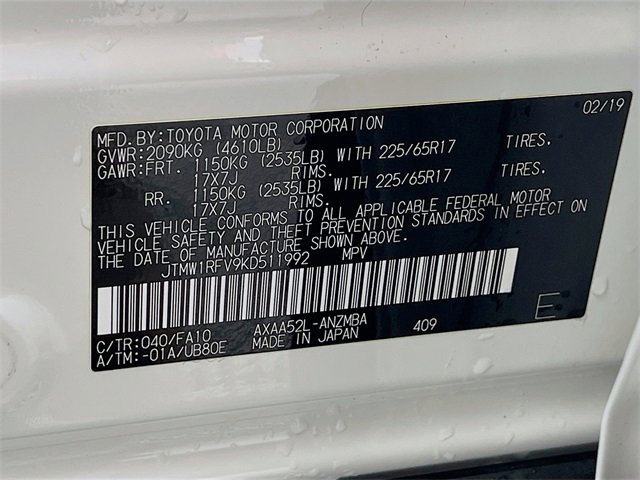 02/19
MFD. BY:TOYOTA MOTOR CORPORATION
GVWR:2090KG (4610LB)
GAWR:FRT. 1150KG (2535LB) WITH 225/65R17 TIRES.
17X7J RIMS.
RR. 1150KG (2535LB) WITH 225/65R17 TIRES.
17X7J RIMS.
THIS VEHICLE CONFORMS TO ALL APPLICABLE FEDERAL MOTOR
VEHICLE SAFETY AND THEFT PREVENTION STANDARDS IN EFFECT ON
THE DATE OF MANUFACTURE SHOWN ABOVE.
JTMW1RFV9KD511992 MPV
E
C/TR:040/FA10 AXAA52L-ANZMBA 409
A/TM:-01A/UB80E MADE IN JAPAN